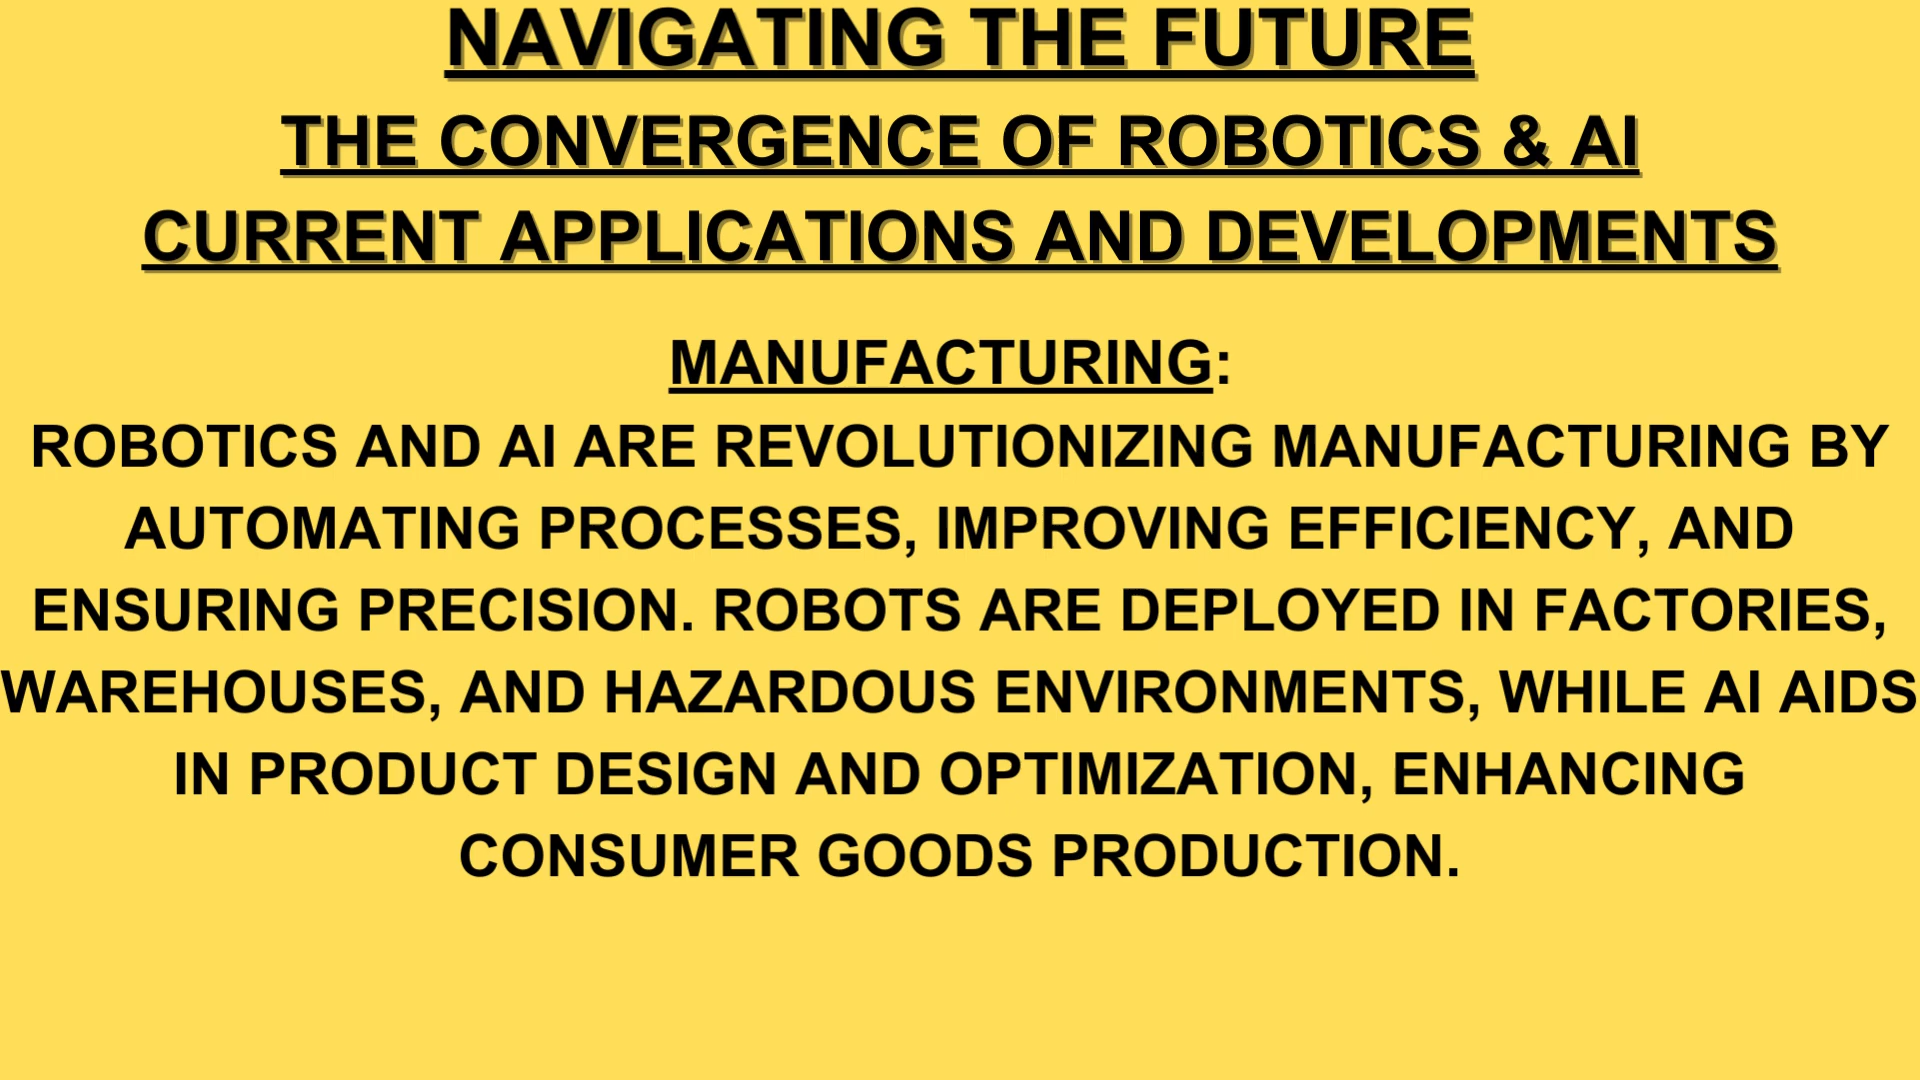 NAVIGATING THE FUTURE
THE CONVERGENCE OF ROBOTICS & AI
CURRENT APPLICATIONS AND DEVELOPMENTS
MANUFACTURING:
ROBOTICS AND AI ARE REVOLUTIONIZING MANUFACTURING BY
AUTOMATING PROCESSES, IMPROVING EFFICIENCY, AND
ENSURING PRECISION. ROBOTS ARE DEPLOYED IN FACTORIES,
WAREHOUSES, AND HAZARDOUS ENVIRONMENTS, WHILE AI AIDS
IN PRODUCT DESIGN AND OPTIMIZATION, ENHANCING
CONSUMER GOODS PRODUCTION.